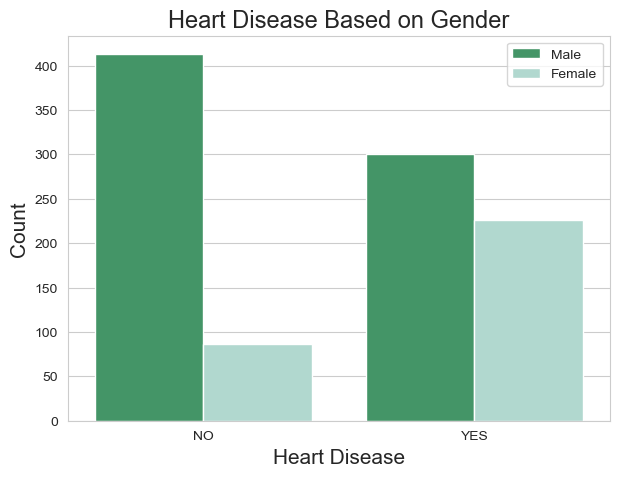 Heart Disease Based on Gender
Male
Female
Count
400
350
300
250
200
150
100
50
0
NO
YES
Heart Disease